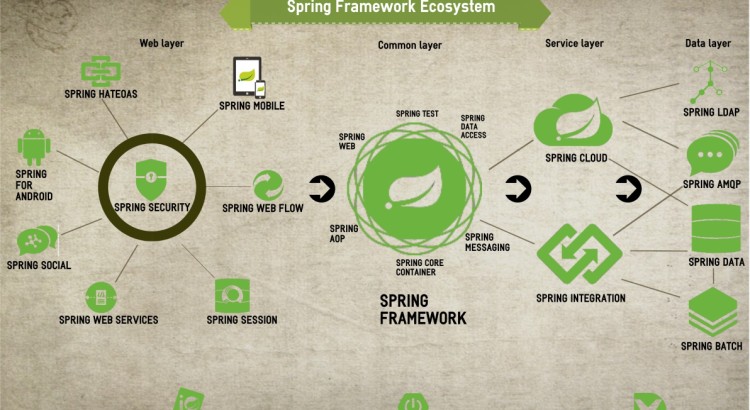 Spring Framework Ecosystem
Web layer
Common layer
Service layer
Data layer
SPRING HATEOAS
SPRING MOBILE
SPRING
FOR
ANDROID
SPRING SECURITY
SPRING WEB FLOW
SPRING SOCIAL
SPRING WEB SERVICES
SPRING SESSION
SPRING TEST
SPRING
DATA
ACCESS
SPRING
WEB
SPRING
AOP
SPRING
MESSAGING
SPRING CORE
CONTAINER
SPRING
FRAMEWORK
SPRING CLOUD
SPRING INTEGRATION
SPRING LDAP
SPRING AMQP
SPRING DATA
SPRING BATCH